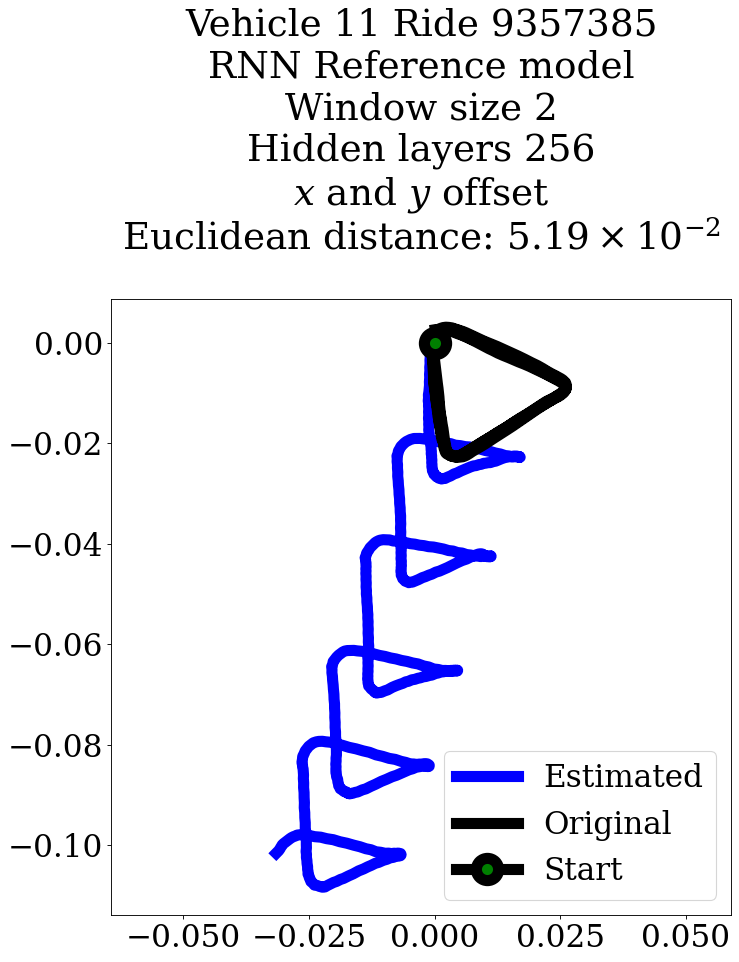 Vehicle 11 Ride 9357385
RNN Reference model
Window size 2
Hidden layers 256
x and y offset
Euclidean distance: 5.19 × 10⁻²
0.00
−0.02
−0.04
−0.06
−0.08
−0.10
Estimated
Original
Start
−0.050 −0.025 0.000 0.025 0.050